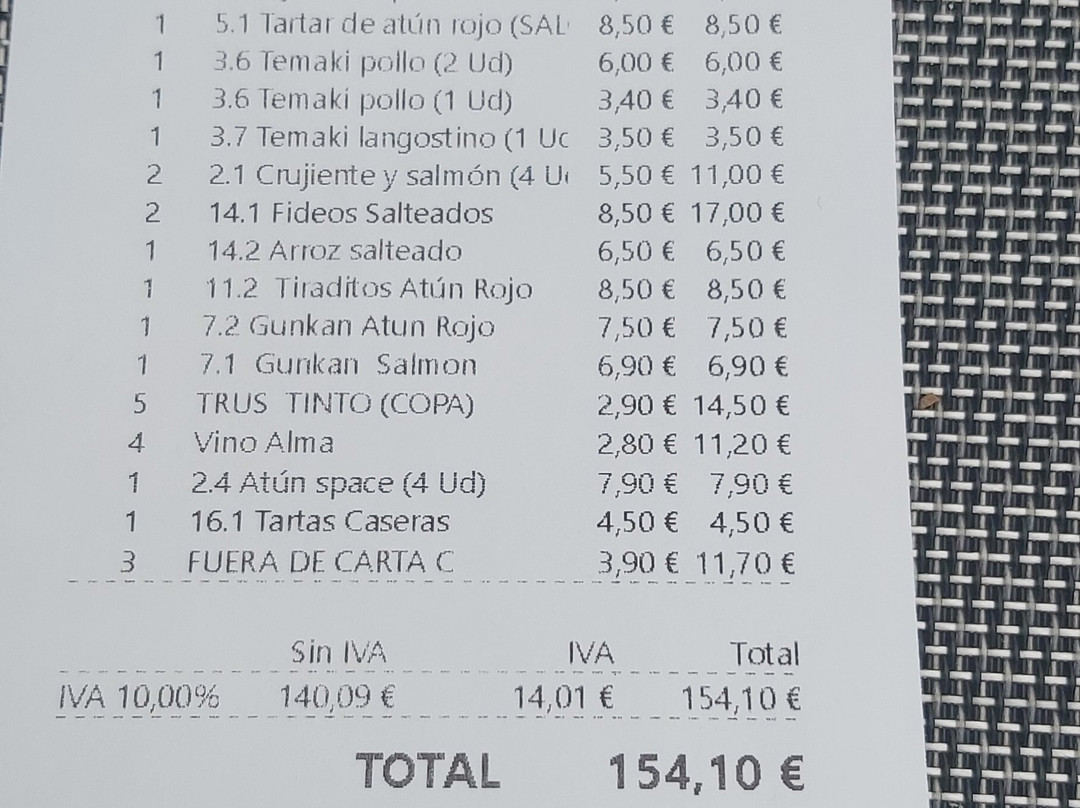 1 5.1 Tartar de atún rojo (SAL 8,50 € 8,50 €
1 3.6 Temaki pollo (2 Ud) 6,00 € 6,00 €
1 3.6 Temaki pollo (1 Ud) 3,40 € 3,40 €
1 3.7 Temaki langostino (1 Ud 3,50 € 3,50 €
2 2.1 Crujiente y salmón (4 U 5,50 € 11,00 €
2 14.1 Fideos Salteados 8,50 € 17,00 €
1 14.2 Arroz salteado 6,50 € 6,50 €
1 11.2 Tiraditos Atún Rojo 8,50 € 8,50 €
1 7.2 Gunkan Atun Rojo 7,50 € 7,50 €
1 7.1 Gunkan Salmon 6,90 € 6,90 €
5 TRUS TINTO (COPA) 2,90 € 14,50 €
4 Vino Alma 2,80 € 11,20 €
1 2.4 Atún space (4 Ud) 7,90 € 7,90 €
1 16.1 Tartas Caseras 4,50 € 4,50 €
3 FUERA DE CARTA C 3,90 € 11,70 €
Sin IVA IVA Total
IVA 10,00% 140,09 € 14,01 € 154,10 €
TOTAL 154,10 €